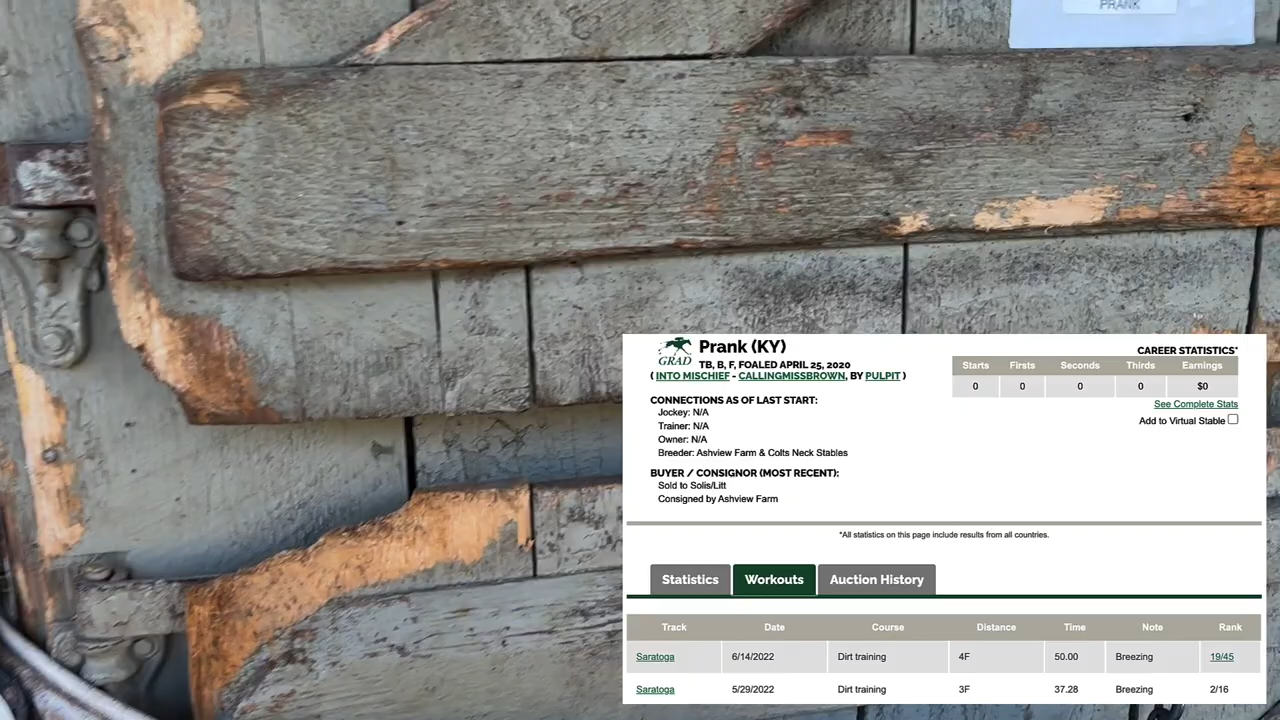 PRANK
GRAD
Prank (KY)
TB, B, F, FOALED APRIL 25, 2020
( INTO MISCHIEF - CALLINGMISSBROWN, BY PULPIT )
CAREER STATISTICS*
Starts Firsts Seconds Thirds Earnings
0 0 0 0 $0
See Complete Stats
Add to Virtual Stable
CONNECTIONS AS OF LAST START:
Jockey: N/A
Trainer: N/A
Owner: N/A
Breeder: Ashview Farm & Colts Neck Stables
BUYER / CONSIGNOR (MOST RECENT):
Sold to Solis/Litt
Consigned by Ashview Farm
*All statistics on this page include results from all countries.
Statistics Workouts Auction History
Track Date Course Distance Time Note Rank
Saratoga 6/14/2022 Dirt training 4F 50.00 Breezing 19/45
Saratoga 5/29/2022 Dirt training 3F 37.28 Breezing 2/16